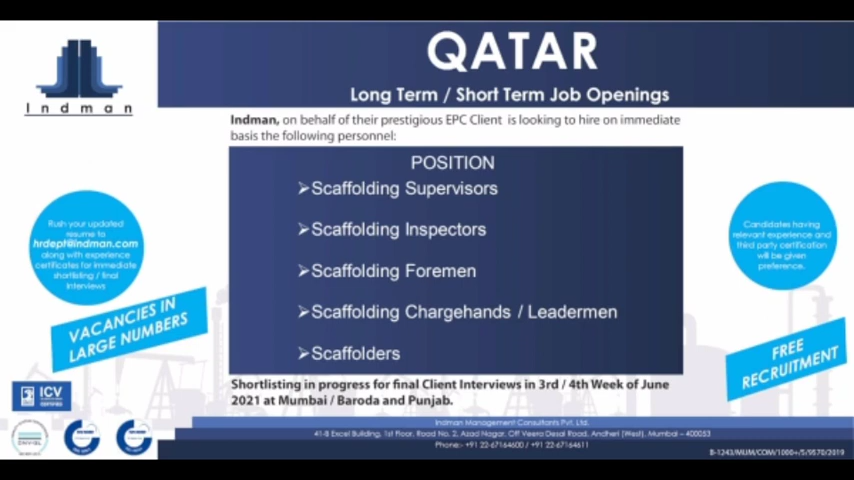 Indman
QATAR
Long Term / Short Term Job Openings
Indman, on behalf of their prestigious EPC Client is looking to hire on immediate
basis the following personnel:
POSITION
➢Scaffolding Supervisors
➢Scaffolding Inspectors
➢Scaffolding Foremen
➢Scaffolding Chargehands / Leadermen
➢Scaffolders
Rush your updated
resume to
hrdept@indman.com
along with experience
certificates for immediate
shortlisting / final
interviews
VACANCIES IN
LARGE NUMBERS
Candidates having
relevant experience and
third party certification
will be given
preference.
FREE
RECRUITMENT
Shortlisting in progress for final Client Interviews in 3rd / 4th Week of June
2021 at Mumbai / Baroda and Punjab.
ICV
CERTIFIED
Indman Management Consultants Pvt. Ltd.
41-B Excel Building, 1st Floor, Road No. 2, Azad Nagar, Off Veera Desai Road, Andheri (West), Mumbai – 400053
Phone:- +91 22-67164600 / +91 22-67164611
B-1243/MUM/COM/1000+/5/9570/2019